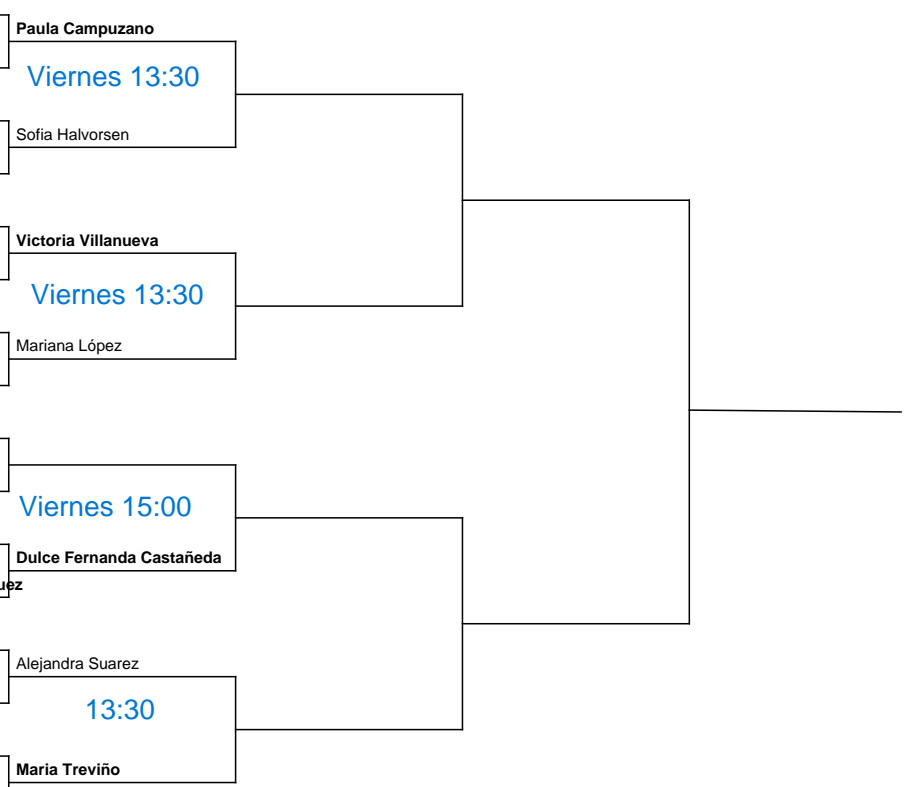 Paula Campuzano
Viernes 13:30
Sofia Halvorsen
Victoria Villanueva
Viernes 13:30
Mariana López
Viernes 15:00
Dulce Fernanda Castañeda
Alejandra Suarez
13:30
Maria Treviño